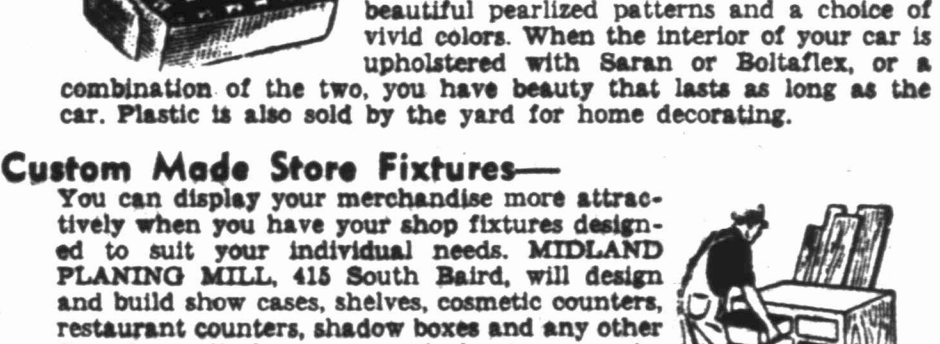 beautiful pearlized patterns and a choice of
vivid colors. When the interior of your car is
upholstered with Saran or Boltaflex, or a
combination of the two, you have beauty that lasts as long as the
car. Plastic is also sold by the yard for home decorating.
Custom Made Store Fixtures—
You can display your merchandise more attrac-
tively when you have your shop fixtures design-
ed to suit your individual needs. MIDLAND
PLANING MILL, 415 South Baird, will design
and build show cases, shelves, cosmetic counters,
restaurant counters, shadow boxes and any other